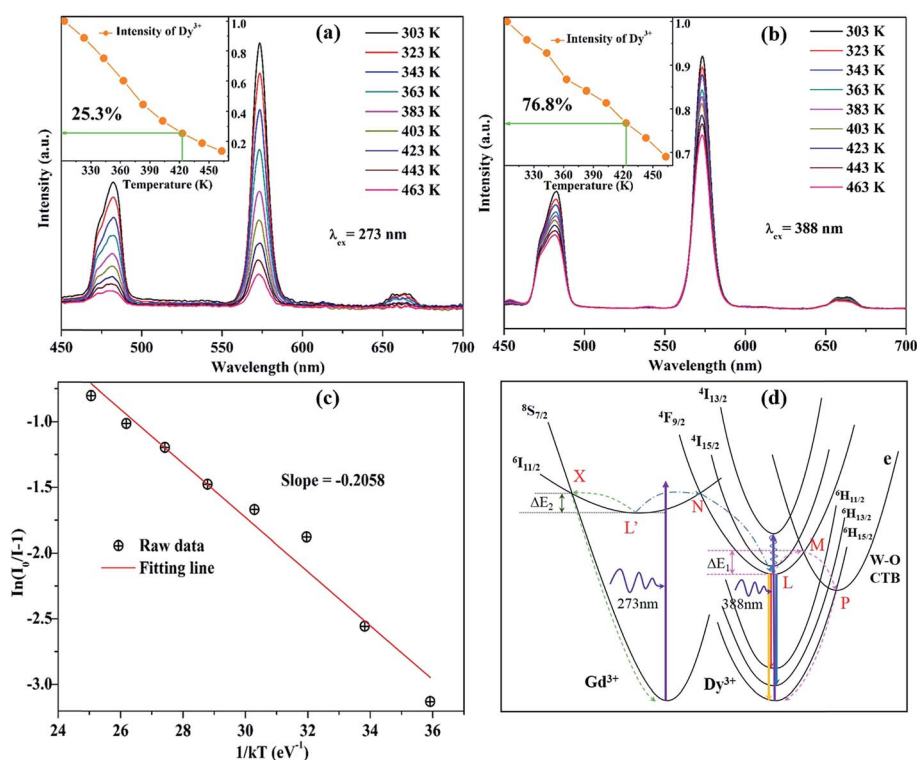 (a)
Intensity of Dy³⁺
25.3%
1.0
0.8
0.6
0.4
0.2
300 330 360 390 420 450
Temperature (K)
303 K
323 K
343 K
363 K
383 K
403 K
423 K
443 K
463 K
λex= 273 nm
Intensity (a.u.)
450 500 550 600 650 700
Wavelength (nm)
(b)
Intensity of Dy³⁺
76.8%
1.0
0.9
0.8
0.7
300 330 360 390 420 450
Temperature (K)
303 K
323 K
343 K
363 K
383 K
403 K
423 K
443 K
463 K
λex= 388 nm
Intensity (a.u.)
450 500 550 600 650 700
Wavelength (nm)
(c)
Slope = -0.2058
Raw data
Fitting line
In(I₀/I-1)
-1.0
-1.5
-2.0
-2.5
-3.0
24 26 28 30 32 34 36
1/kT (eV⁻¹)
(d)
⁴I13/2
⁸S7/2
⁴F9/2
⁴I15/2
e
⁶I11/2
⁶H11/2
⁶H13/2
⁶H15/2
X
N
ΔE₂
L'
M
ΔE₁
L
W-O
CTB
273nm
388nm
P
Gd³⁺
Dy³⁺